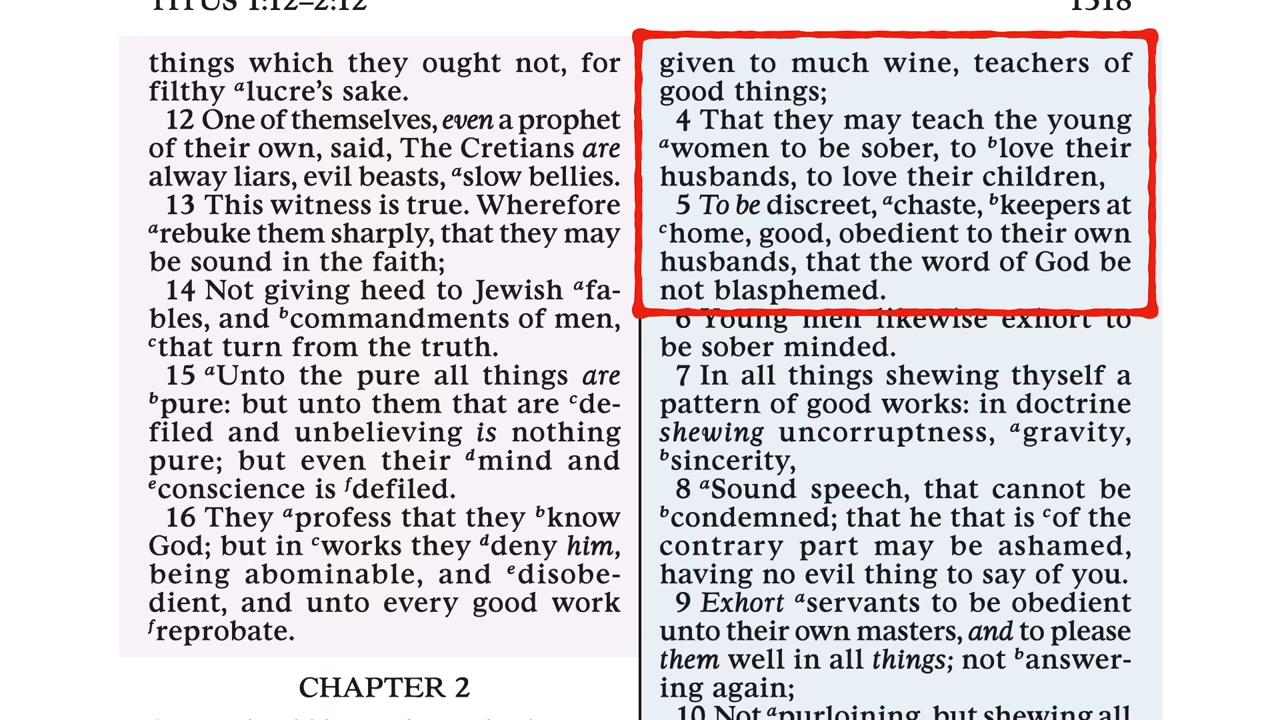 TITUS 1:12–2:12
1518
things which they ought not, for
filthy ᵃlucre's sake.
12 One of themselves, even a prophet
of their own, said, The Cretians are
alway liars, evil beasts, ᵃslow bellies.
13 This witness is true. Wherefore
ᵃrebuke them sharply, that they may
be sound in the faith;
14 Not giving heed to Jewish ᵃfa-
bles, and ᵇcommandments of men,
ᶜthat turn from the truth.
15 ᵃUnto the pure all things are
ᵇpure: but unto them that are ᶜde-
filed and unbelieving is nothing
pure; but even their ᵈmind and
ᵉconscience is ᶠdefiled.
16 They ᵃprofess that they ᵇknow
God; but in ᶜworks they ᵈdeny him,
being abominable, and ᵉdisobe-
dient, and unto every good work
ᶠreprobate.
CHAPTER 2
given to much wine, teachers of
good things;
4 That they may teach the young
ᵃwomen to be sober, to ᵇlove their
husbands, to love their children,
5 To be discreet, ᵃchaste, ᵇkeepers at
ᶜhome, good, obedient to their own
husbands, that the word of God be
not blasphemed.
6 Young men likewise exhort to
be sober minded.
7 In all things shewing thyself a
pattern of good works: in doctrine
shewing uncorruptness, ᵃgravity,
ᵇsincerity,
8 ᵃSound speech, that cannot be
ᵇcondemned; that he that is ᶜof the
contrary part may be ashamed,
having no evil thing to say of you.
9 Exhort ᵃservants to be obedient
unto their own masters, and to please
them well in all things; not ᵇanswer-
ing again;
10 Not ᵃpurloining, but shewing all